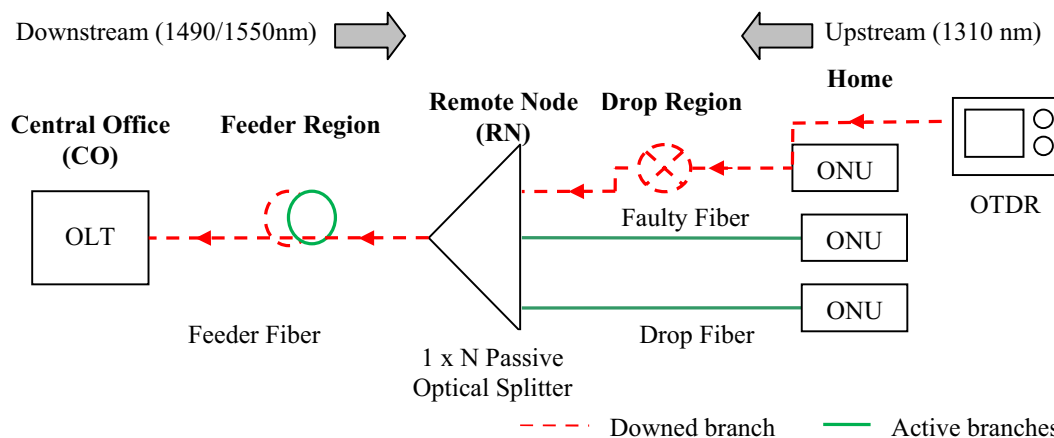 Downstream (1490/1550nm)
Upstream (1310 nm)
Home
Remote Node
(RN)
Drop Region
Central Office
(CO)
Feeder Region
OLT
ONU
OTDR
Faulty Fiber
ONU
ONU
Feeder Fiber
Drop Fiber
1 x N Passive
Optical Splitter
Downed branch
Active branches